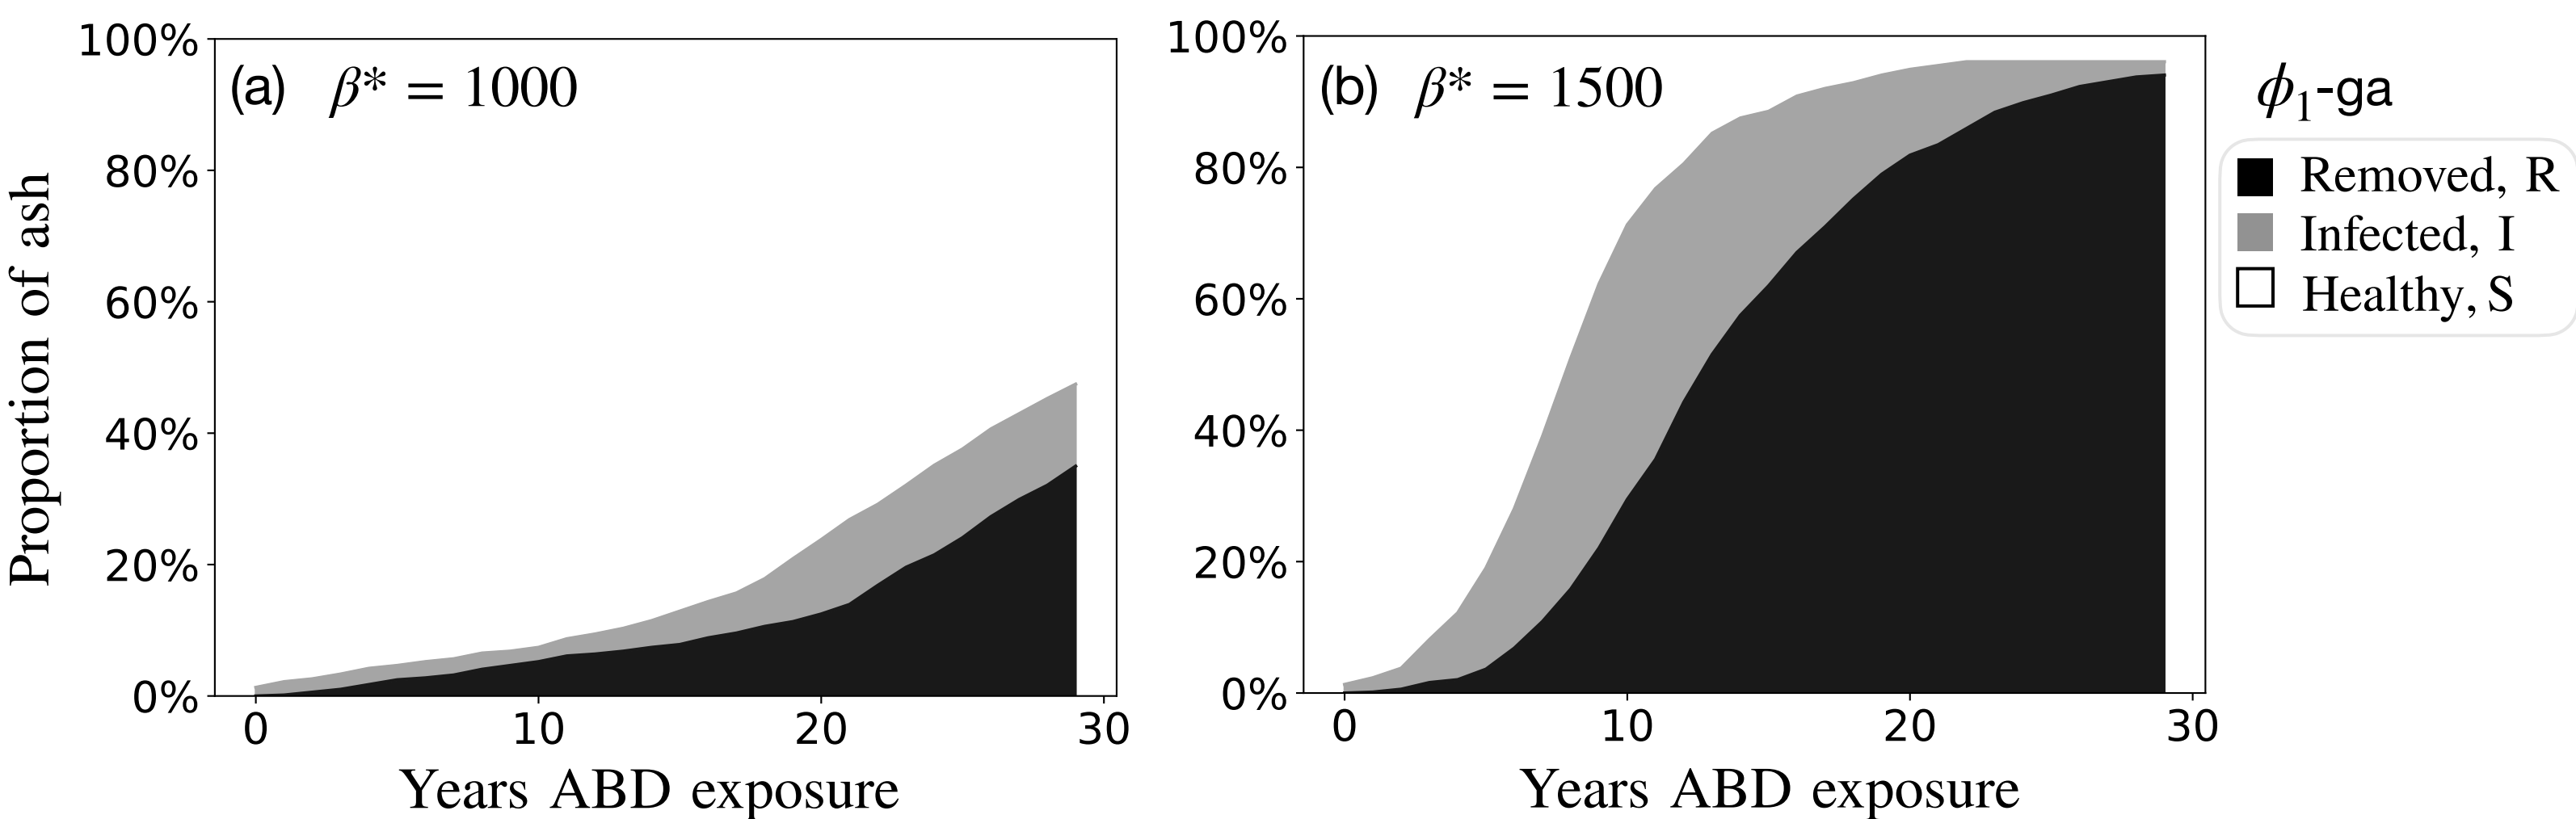 (a) β* = 1000
100%
80%
60%
40%
20%
0%
0 10 20 30
Proportion of ash
Years ABD exposure
(b) β* = 1500
100%
80%
60%
40%
20%
0%
0 10 20 30
Years ABD exposure
ϕ₁-ga
Removed, R
Infected, I
Healthy, S